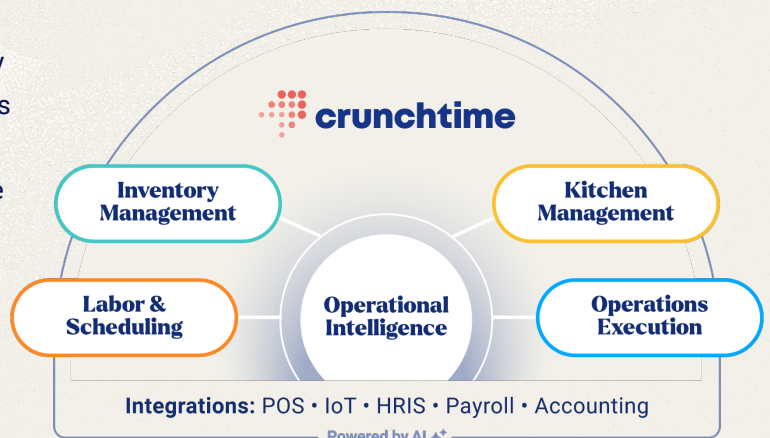 crunchtime
Inventory
Management
Kitchen
Management
Labor &
Scheduling
Operational
Intelligence
Operations
Execution
Integrations: POS • IoT • HRIS • Payroll • Accounting
Powered by AI